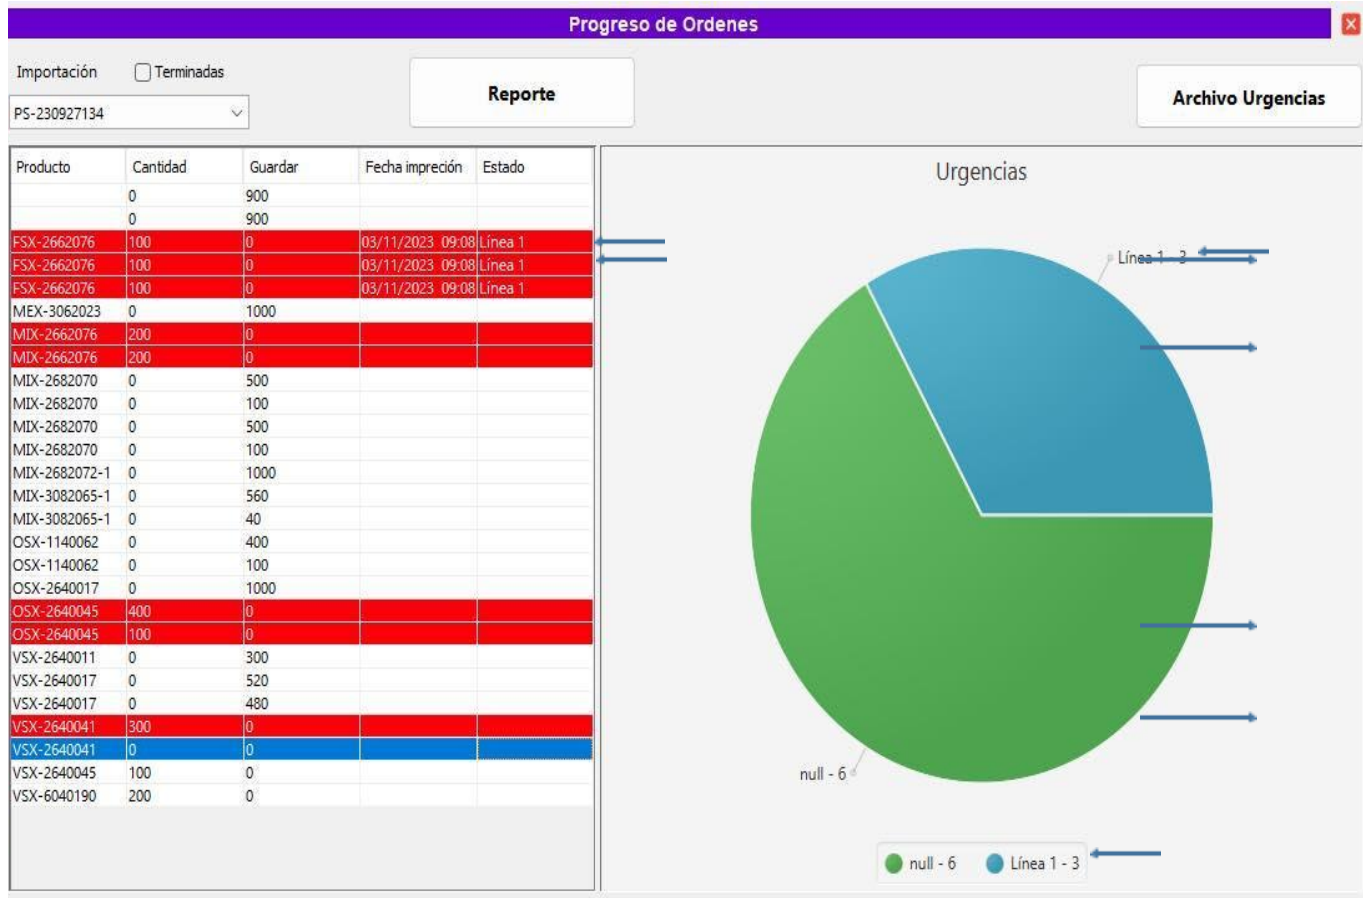 Progreso de Ordenes
Importación Terminadas
PS-230927134
Reporte
Archivo Urgencias
Producto Cantidad Guardar Fecha impreción Estado
0 900
0 900
FSX-2662076 100 0 03/11/2023 09:08 Línea 1
FSX-2662076 100 0 03/11/2023 09:08 Línea 1
FSX-2662076 100 0 03/11/2023 09:08 Línea 1
MEX-3062023 0 1000
MIX-2662076 200 0
MIX-2662076 200 0
MIX-2682070 0 500
MIX-2682070 0 100
MIX-2682070 0 500
MIX-2682070 0 100
MIX-2682072-1 0 1000
MIX-3082065-1 0 560
MIX-3082065-1 0 40
OSX-1140062 0 400
OSX-1140062 0 100
OSX-2640017 0 1000
OSX-2640045 400 0
OSX-2640045 100 0
VSX-2640011 0 300
VSX-2640017 0 520
VSX-2640017 0 480
VSX-2640041 300 0
VSX-2640041 0 0
VSX-2640045 100 0
VSX-6040190 200 0
Urgencias
Línea 1 - 3
null - 6
null - 6 Línea 1 - 3